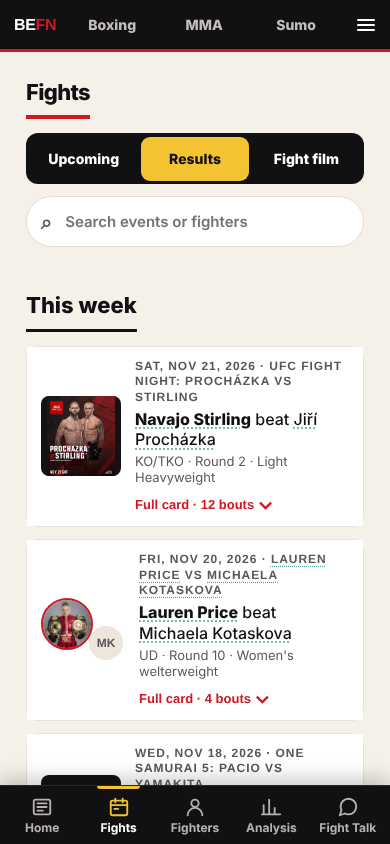 BEFN Boxing MMA Sumo
Fights
Upcoming Results Fight film
Search events or fighters
This week
SAT, NOV 21, 2026 · UFC FIGHT
NIGHT: PROCHÁZKA VS
STIRLING
Navajo Stirling beat Jiří
Procházka
KO/TKO · Round 2 · Light
Heavyweight
Full card · 12 bouts
PROCHÁZKA
STIRLING
FRI, NOV 20, 2026 · LAUREN
PRICE VS MICHAELA
KOTASKOVA
Lauren Price beat
Michaela Kotaskova
MK
UD · Round 10 · Women's
welterweight
Full card · 4 bouts
WED, NOV 18, 2026 · ONE
SAMURAI 5: PACIO VS
YAMAKITA
Home Fights Fighters Analysis Fight Talk